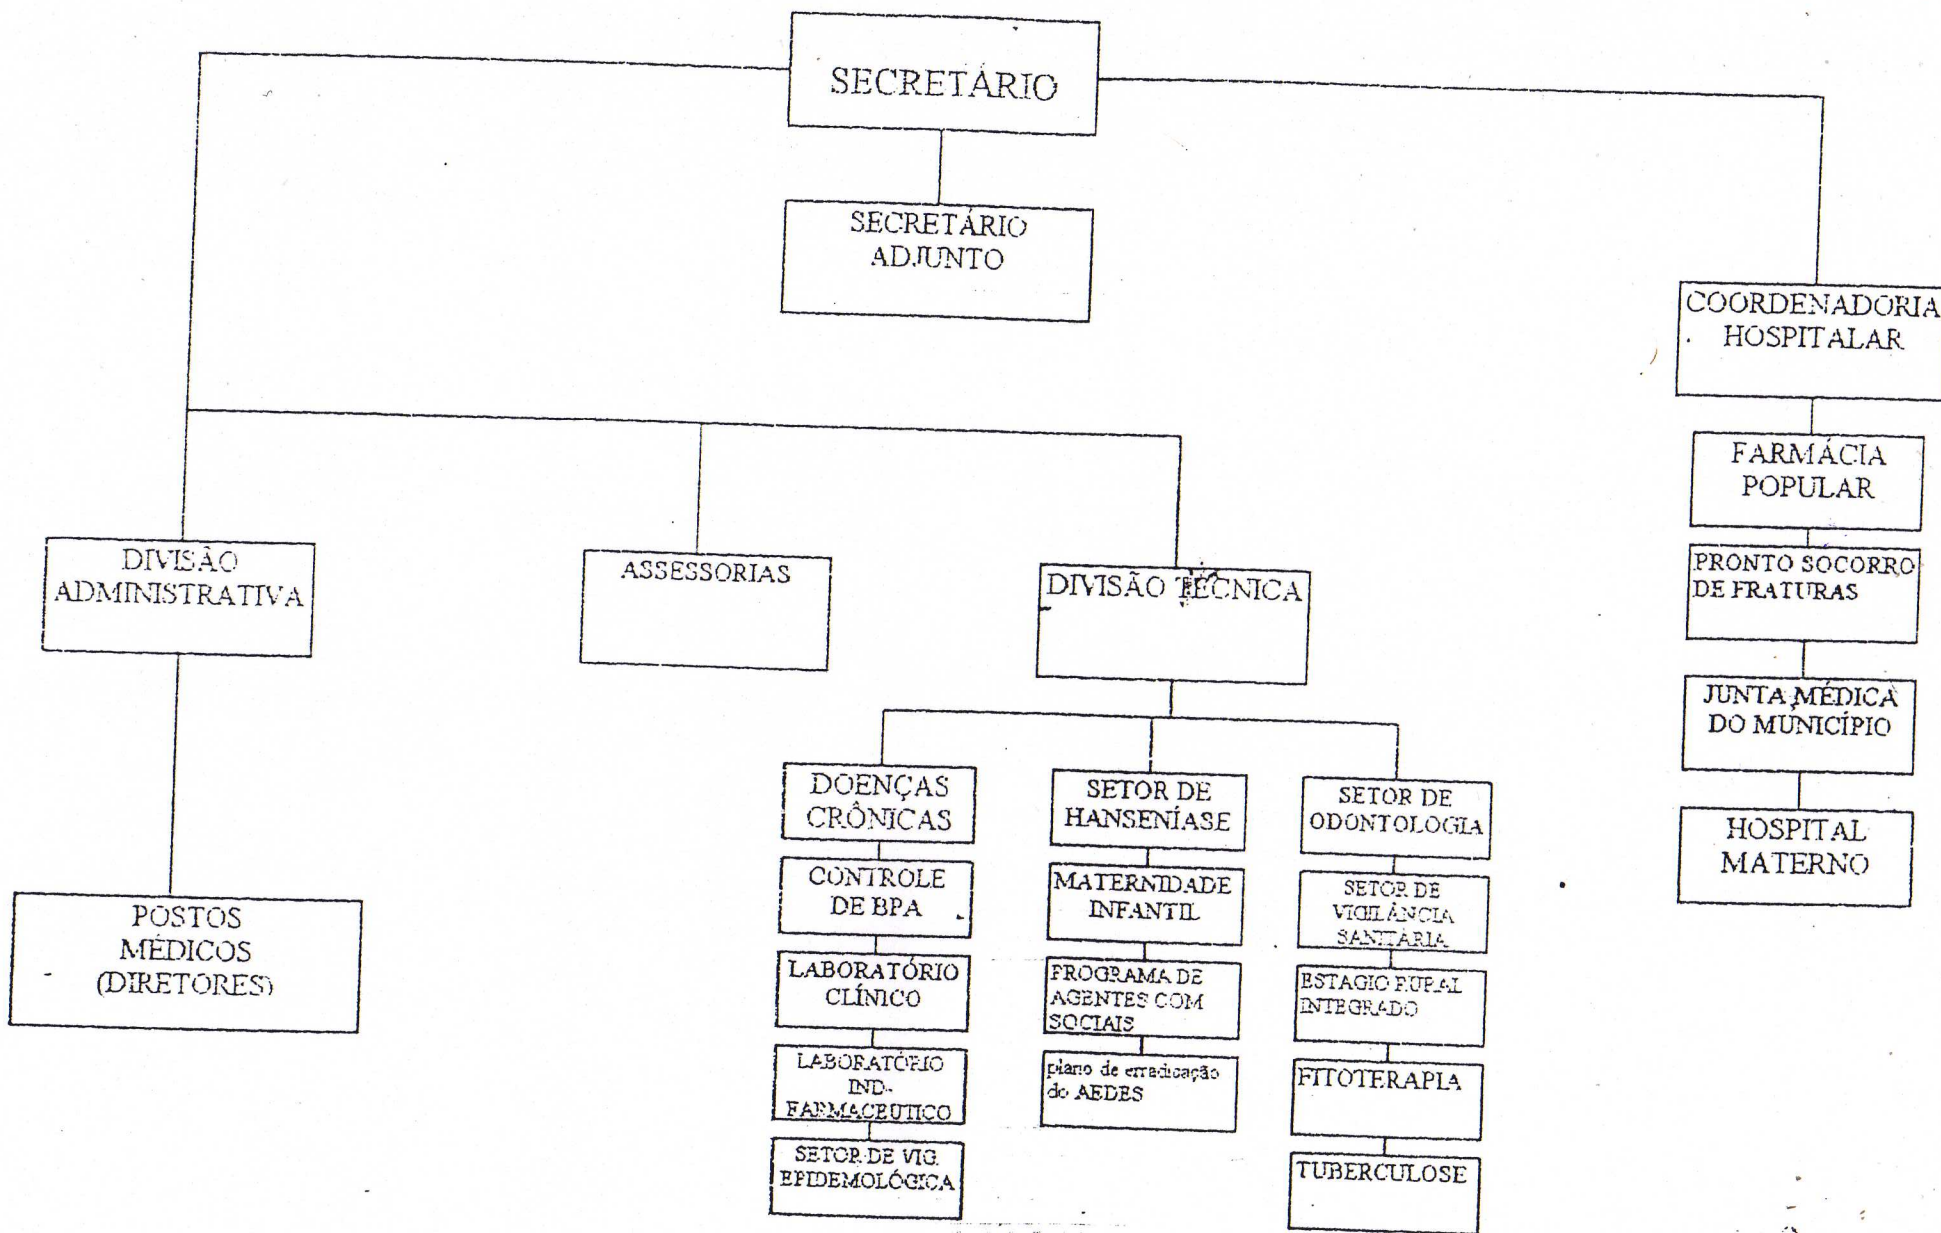 SECRETÁRIO
SECRETÁRIO
ADJUNTO
COORDENADORIA
HOSPITALAR
FARMÁCIA
POPULAR
PRONTO SOCORRO
DE FRATURAS
JUNTA MÉDICA
DO MUNICÍPIO
HOSPITAL
MATERNO
DIVISÃO
ADMINISTRATIVA
ASSESSORIAS
DIVISÃO TÉCNICA
POSTOS
MÉDICOS
(DIRETORES)
DOENÇAS
CRÔNICAS
CONTROLE
DE BPA
LABORATÓRIO
CLÍNICO
LABORATÓRIO
IND-
FARMACEUTICO
SETOR DE VIG.
EPIDEMOLÓGICA
SETOR DE
HANSENÍASE
MATERNIDADE
INFANTIL
PROGRAMA DE
AGENTES COM
SOCIAIS
plano de erradicação
do AEDES
SETOR DE
ODONTOLOGIA
SETOR DE
VIGILÂNCIA
SANITÁRIA
ESTAGIO RURAL
INTEGRADO
FITOTERAPIA
TUBERCULOSE